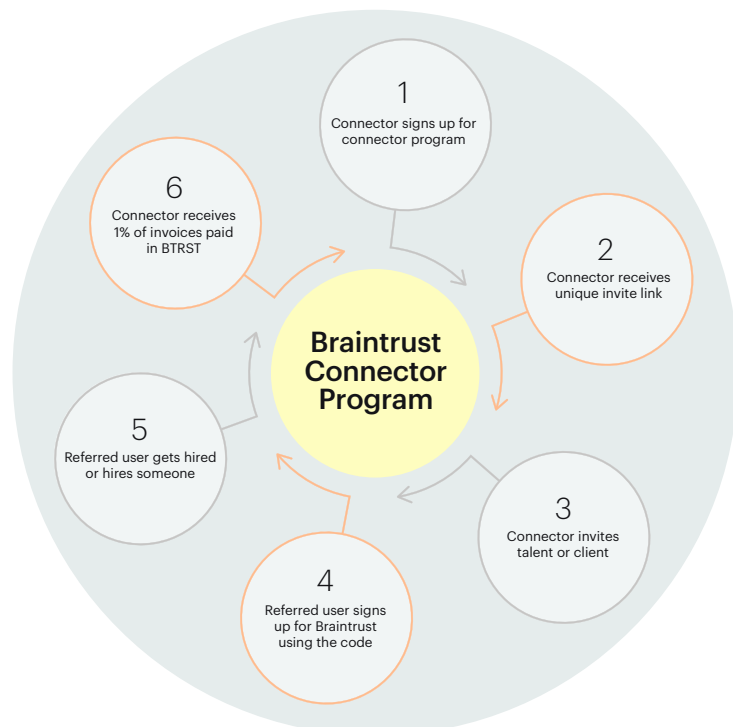 Braintrust
Connector
Program
1
Connector signs up for
connector program
2
Connector receives
unique invite link
3
Connector invites
talent or client
4
Referred user signs
up for Braintrust
using the code
5
Referred user gets hired
or hires someone
6
Connector receives
1% of invoices paid
in BTRST